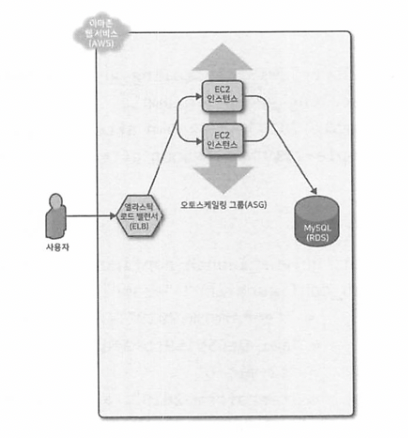 아마존
웹 서비스
(AWS)
EC2
인스턴스
EC2
인스턴스
오토스케일링 그룹(ASG)
엘라스틱
로드 밸런서
(ELB)
사용자
MySQL
(RDS)